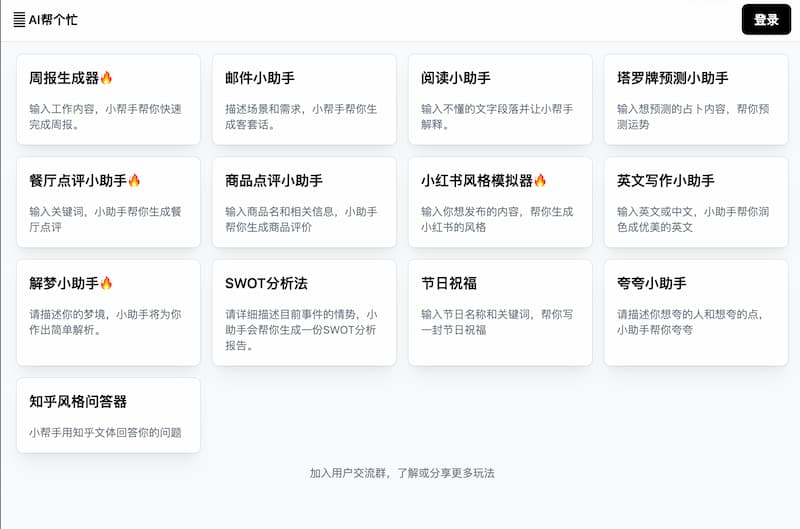 AI帮个忙
登录
周报生成器🔥
输入工作内容，小帮手帮你快速
完成周报。
邮件小助手
描述场景和需求，小帮手帮你生
成客套话。
阅读小助手
输入不懂的文字段落并让小帮手
解释。
塔罗牌预测小助手
输入想预测的占卜内容，帮你预
测运势
餐厅点评小助手🔥
输入关键词，小助手帮你生成餐
厅点评
商品点评小助手
输入商品名和相关信息，小助手
帮你生成商品评价
小红书风格模拟器🔥
输入你想发布的内容，帮你生成
小红书的风格
英文写作小助手
输入英文或中文，小助手帮你润
色成优美的英文
解梦小助手🔥
请描述你的梦境，小助手将为你
作出简单解析。
SWOT分析法
请详细描述目前事件的情势，小
助手会帮你生成一份SWOT分析
报告。
节日祝福
输入节日名称和关键词，帮你写
一封节日祝福
夸夸小助手
请描述你想夸的人和想夸的点，
小助手帮你夸夸
知乎风格问答器
小帮手用知乎文体回答你的问题
加入用户交流群，了解或分享更多玩法